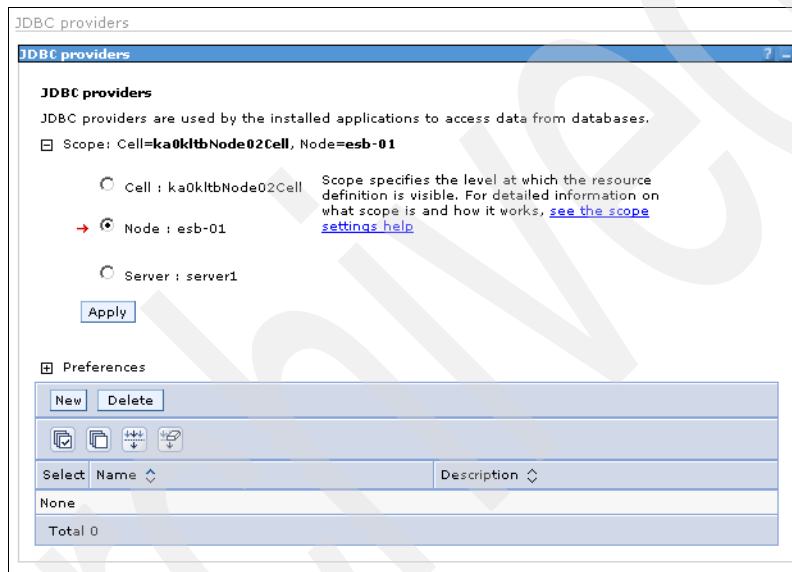 JDBC providers
JDBC providers
? –
JDBC providers
JDBC providers are used by the installed applications to access data from databases.
Scope: Cell=ka0kltbNode02Cell, Node=esb-01
Cell : ka0kltbNode02Cell
Scope specifies the level at which the resource
definition is visible. For detailed information on
what scope is and how it works, see the scope
settings help
Node : esb-01
Server : server1
Apply
Preferences
New Delete
Select Name Description
None
Total 0